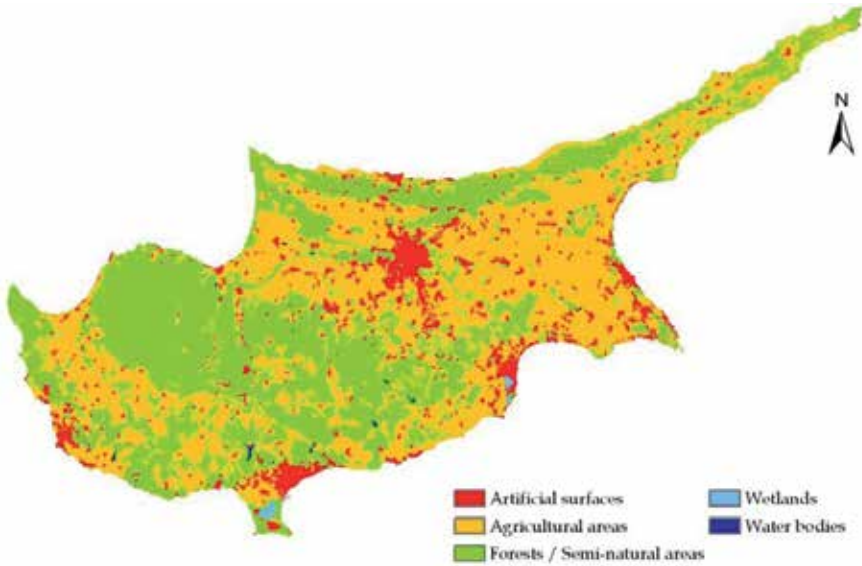 N
Artificial surfaces
Agricultural areas
Forests / Semi-natural areas
Wetlands
Water bodies